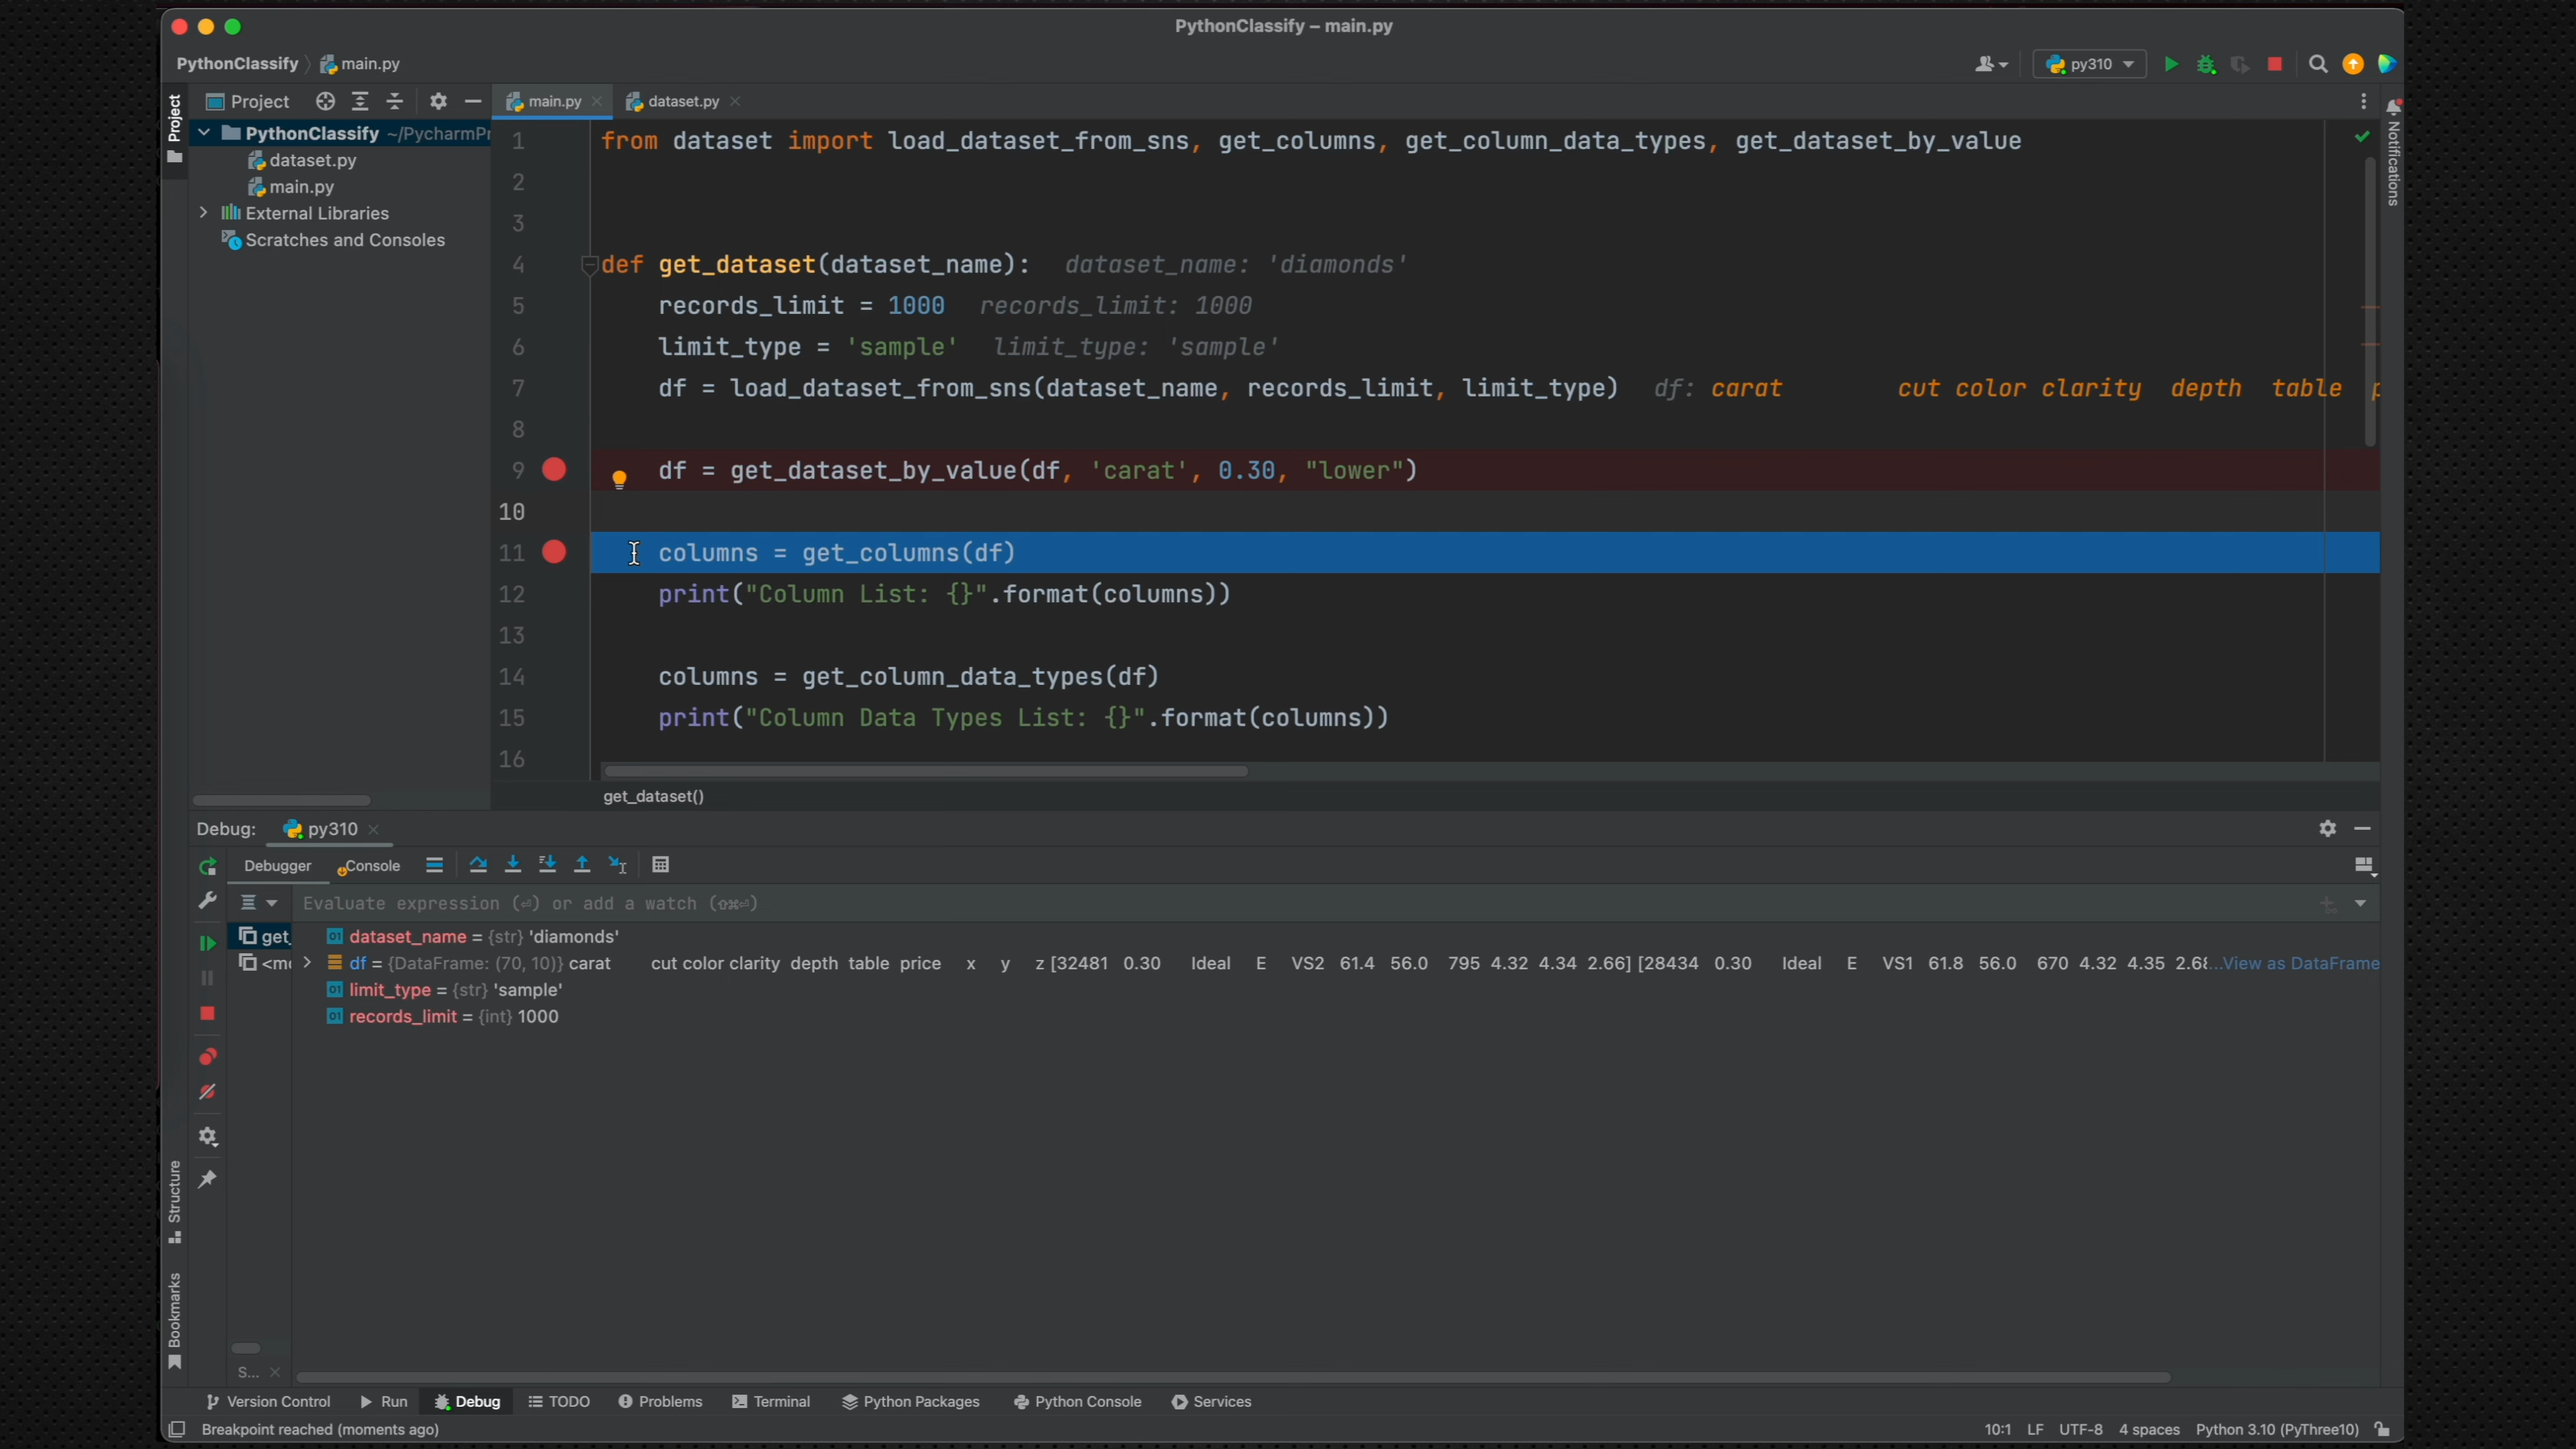 PythonClassify – main.py
PythonClassify
main.py
py310
Project
Project
main.py
dataset.py
Notifications
PythonClassify ~/PycharmPr
dataset.py
main.py
External Libraries
Scratches and Consoles
1 from dataset import load_dataset_from_sns, get_columns, get_column_data_types, get_dataset_by_value
2
3
4 def get_dataset(dataset_name): dataset_name: 'diamonds'
5 records_limit = 1000 records_limit: 1000
6 limit_type = 'sample' limit_type: 'sample'
7 df = load_dataset_from_sns(dataset_name, records_limit, limit_type) df: carat cut color clarity depth table p
8
9 df = get_dataset_by_value(df, 'carat', 0.30, "lower")
10
11 columns = get_columns(df)
12 print("Column List: {}".format(columns))
13
14 columns = get_column_data_types(df)
15 print("Column Data Types List: {}".format(columns))
16
get_dataset()
Debug: py310
Debugger Console
Evaluate expression (⏎) or add a watch (⇧⌘⏎)
get_
<mo
dataset_name = {str} 'diamonds'
df = {DataFrame: (70, 10)} carat cut color clarity depth table price x y z [32481 0.30 Ideal E VS2 61.4 56.0 795 4.32 4.34 2.66] [28434 0.30 Ideal E VS1 61.8 56.0 670 4.32 4.35 2.68 ...View as DataFrame
limit_type = {str} 'sample'
records_limit = {int} 1000
Structure
Bookmarks
S...
Version Control Run Debug TODO Problems Terminal Python Packages Python Console Services
Breakpoint reached (moments ago)
10:1 LF UTF-8 4 spaces Python 3.10 (PyThree10)